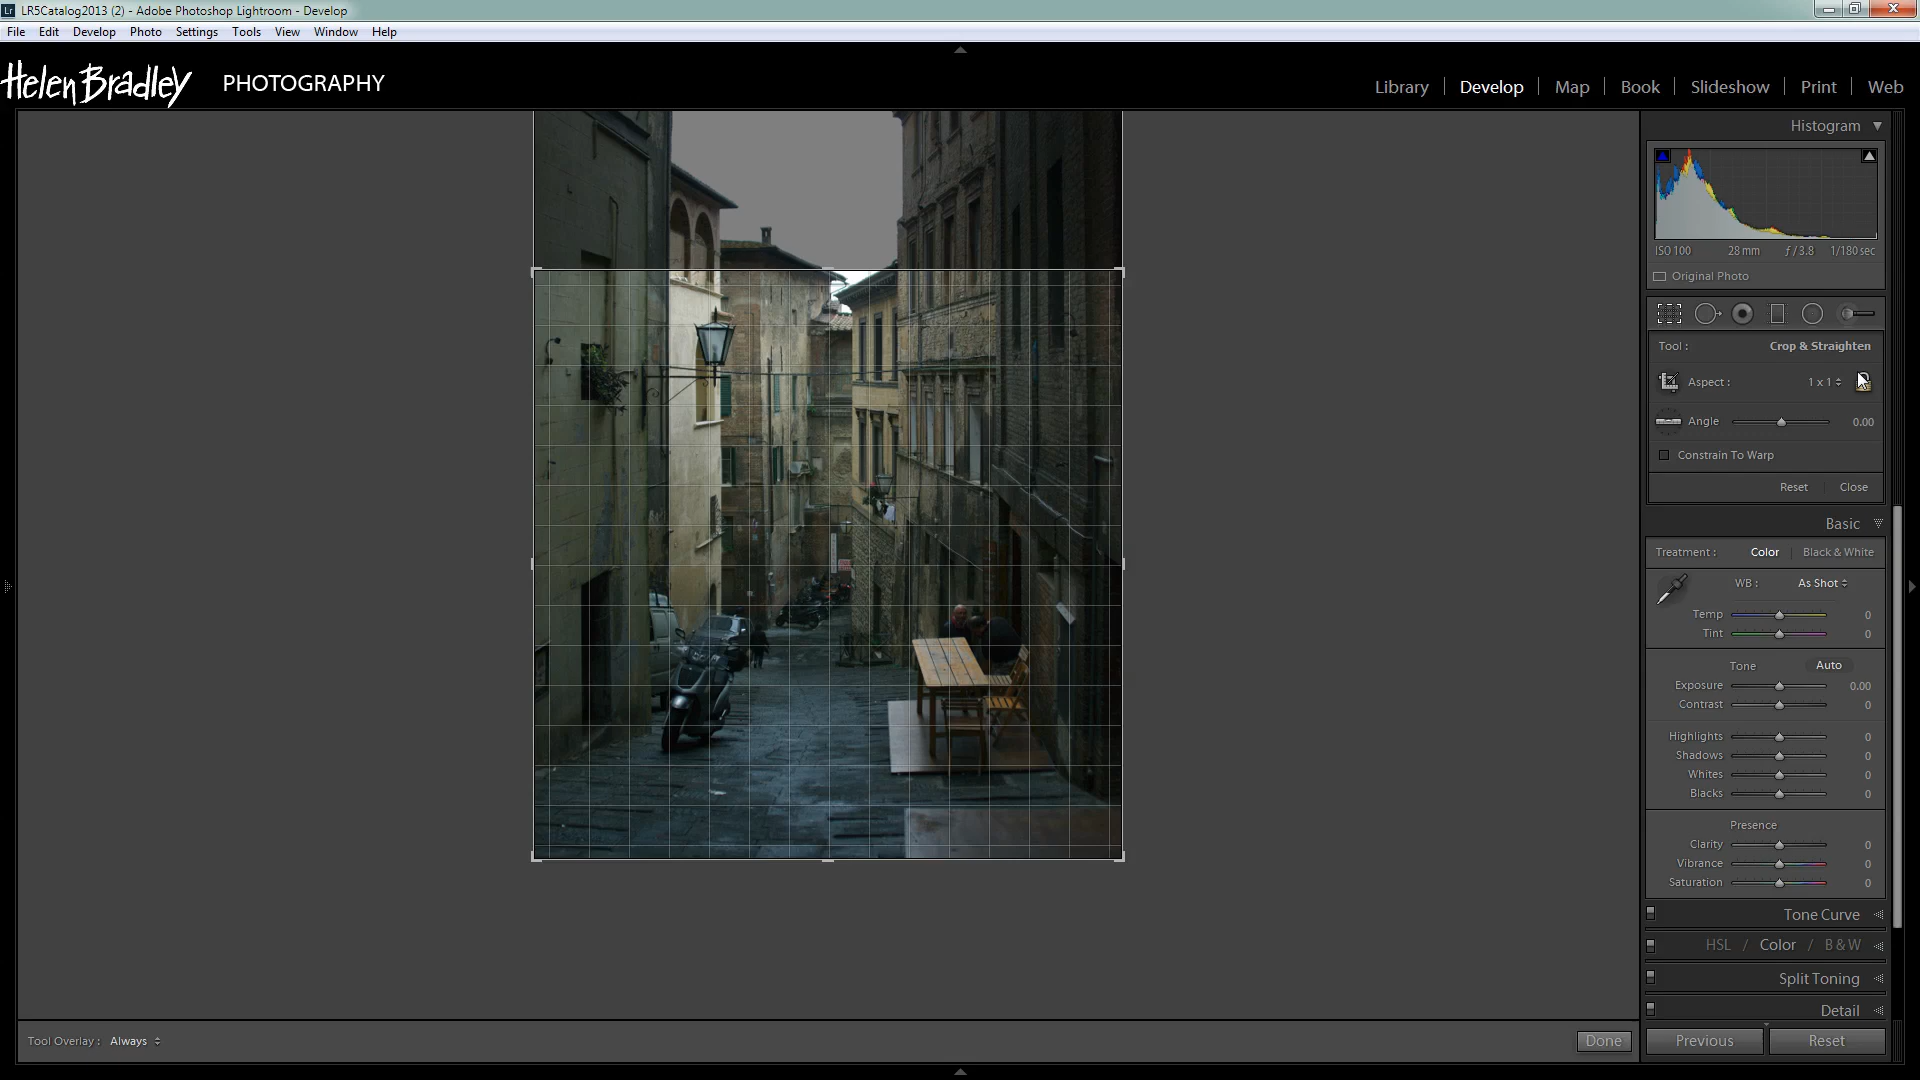 LR5Catalog2013 (2) - Adobe Photoshop Lightroom - Develop
File Edit Develop Photo Settings Tools View Window Help
Helen Bradley PHOTOGRAPHY
Library Develop Map Book Slideshow Print Web
Histogram
ISO 100 28 mm ƒ / 3.8 1/180 sec
Original Photo
Tool : Crop & Straighten
Aspect : 1 x 1
Angle 0.00
Constrain To Warp
Reset Close
Basic
Treatment : Color Black & White
WB : As Shot
Temp 0
Tint 0
Tone Auto
Exposure 0.00
Contrast 0
Highlights 0
Shadows 0
Whites 0
Blacks 0
Presence
Clarity 0
Vibrance 0
Saturation 0
Tone Curve
HSL / Color / B & W
Split Toning
Detail
Tool Overlay : Always Done Previous Reset